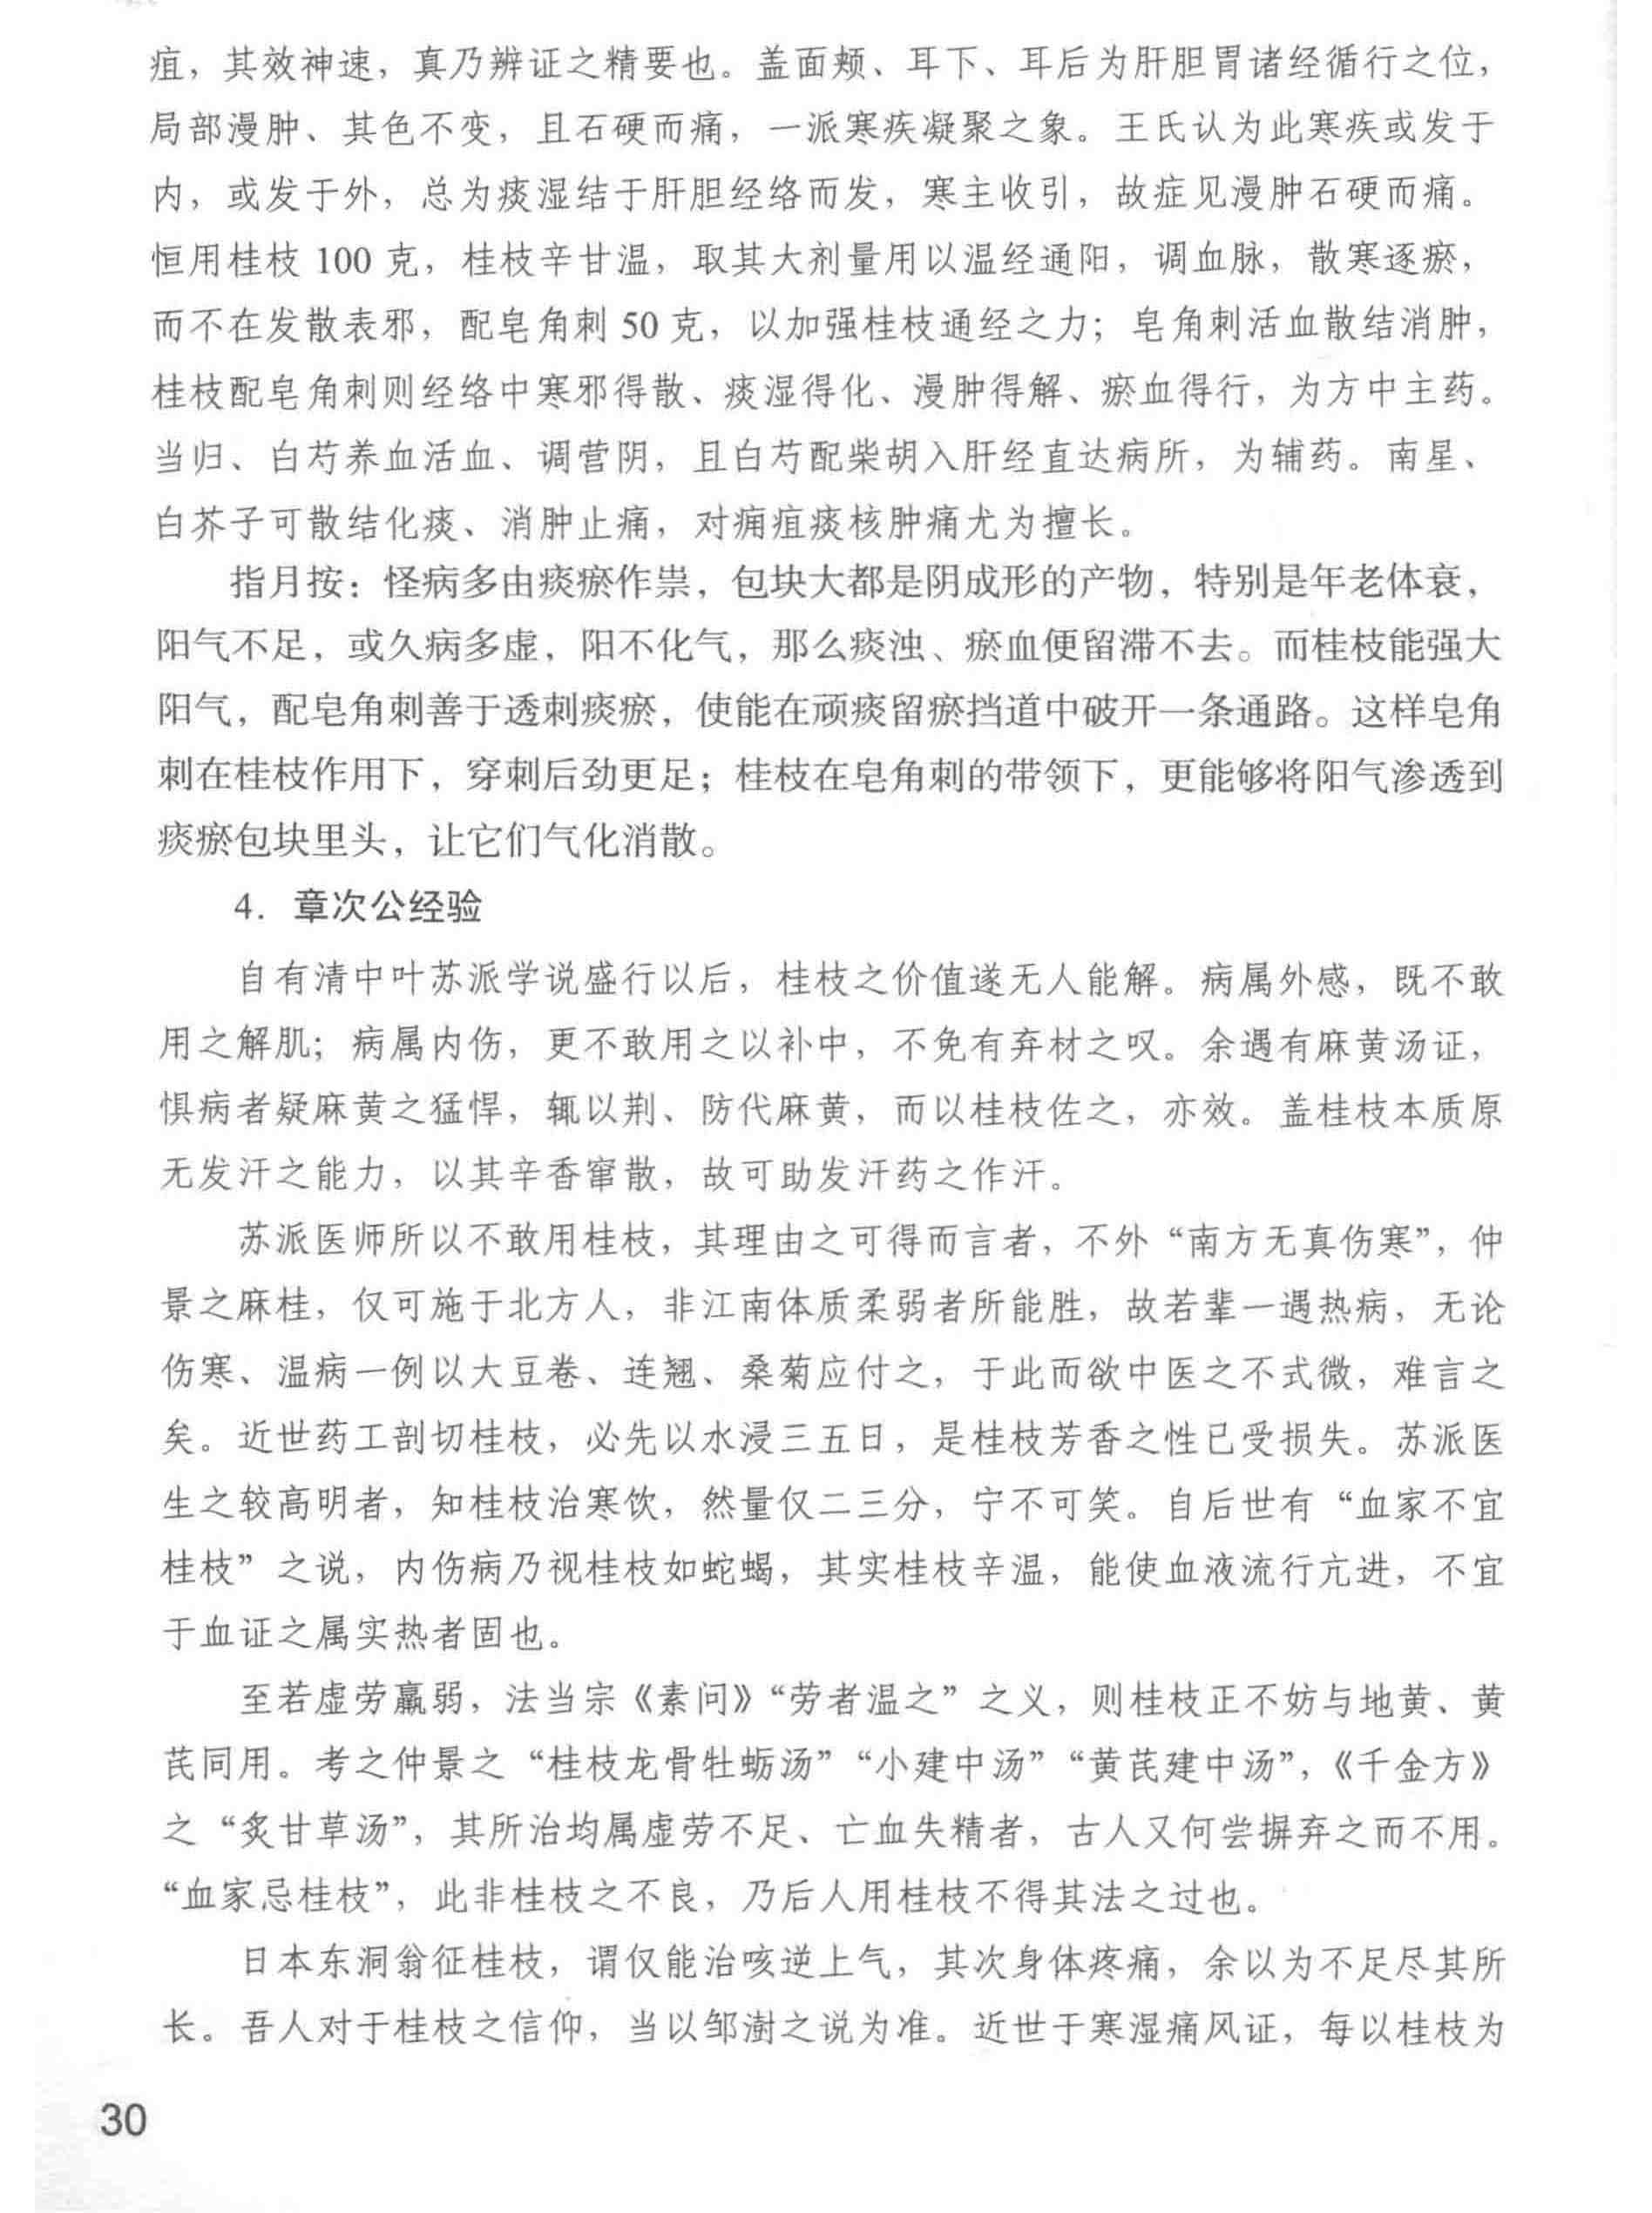 疽，其效神速，真乃辨证之精要也。盖面颊、耳下、耳后为肝胆胃诸经循行之位，
局部漫肿、其色不变，且石硬而痛，一派寒疾凝聚之象。王氏认为此寒疾或发于
内，或发于外，总为痰湿结于肝胆经络而发，寒主收引，故症见漫肿石硬而痛。
恒用桂枝 100 克，桂枝辛甘温，取其大剂量用以温经通阳，调血脉，散寒逐瘀，
而不在发散表邪，配皂角刺 50 克，以加强桂枝通经之力；皂角刺活血散结消肿，
桂枝配皂角刺则经络中寒邪得散、痰湿得化、漫肿得解、瘀血得行，为方中主药。
当归、白芍养血活血、调营阴，且白芍配柴胡入肝经直达病所，为辅药。南星、
白芥子可散结化痰、消肿止痛，对痈疽痰核肿痛尤为擅长。
指月按：怪病多由痰瘀作祟，包块大都是阴成形的产物，特别是年老体衰，
阳气不足，或久病多虚，阳不化气，那么痰浊、瘀血便留滞不去。而桂枝能强大
阳气，配皂角刺善于透刺痰瘀，使能在顽痰留瘀挡道中破开一条通路。这样皂角
刺在桂枝作用下，穿刺后劲更足；桂枝在皂角刺的带领下，更能够将阳气渗透到
痰瘀包块里头，让它们气化消散。
4．章次公经验
自有清中叶苏派学说盛行以后，桂枝之价值遂无人能解。病属外感，既不敢
用之解肌；病属内伤，更不敢用之以补中，不免有弃材之叹。余遇有麻黄汤证，
惧病者疑麻黄之猛悍，辄以荆、防代麻黄，而以桂枝佐之，亦效。盖桂枝本质原
无发汗之能力，以其辛香窜散，故可助发汗药之作汗。
苏派医师所以不敢用桂枝，其理由之可得而言者，不外“南方无真伤寒”，仲
景之麻桂，仅可施于北方人，非江南体质柔弱者所能胜，故若辈一遇热病，无论
伤寒、温病一例以大豆卷、连翘、桑菊应付之，于此而欲中医之不式微，难言之
矣。近世药工剖切桂枝，必先以水浸三五日，是桂枝芳香之性已受损失。苏派医
生之较高明者，知桂枝治寒饮，然量仅二三分，宁不可笑。自后世有“血家不宜
桂枝”之说，内伤病乃视桂枝如蛇蝎，其实桂枝辛温，能使血液流行亢进，不宜
于血证之属实热者固也。
至若虚劳羸弱，法当宗《素问》“劳者温之”之义，则桂枝正不妨与地黄、黄
芪同用。考之仲景之“桂枝龙骨牡蛎汤”“小建中汤”“黄芪建中汤”，《千金方》
之“炙甘草汤”，其所治均属虚劳不足、亡血失精者，古人又何尝摒弃之而不用。
“血家忌桂枝”，此非桂枝之不良，乃后人用桂枝不得其法之过也。
日本东洞翁征桂枝，谓仅能治咳逆上气，其次身体疼痛，余以为不足尽其所
长。吾人对于桂枝之信仰，当以邹澍之说为准。近世于寒湿痛风证，每以桂枝为
30